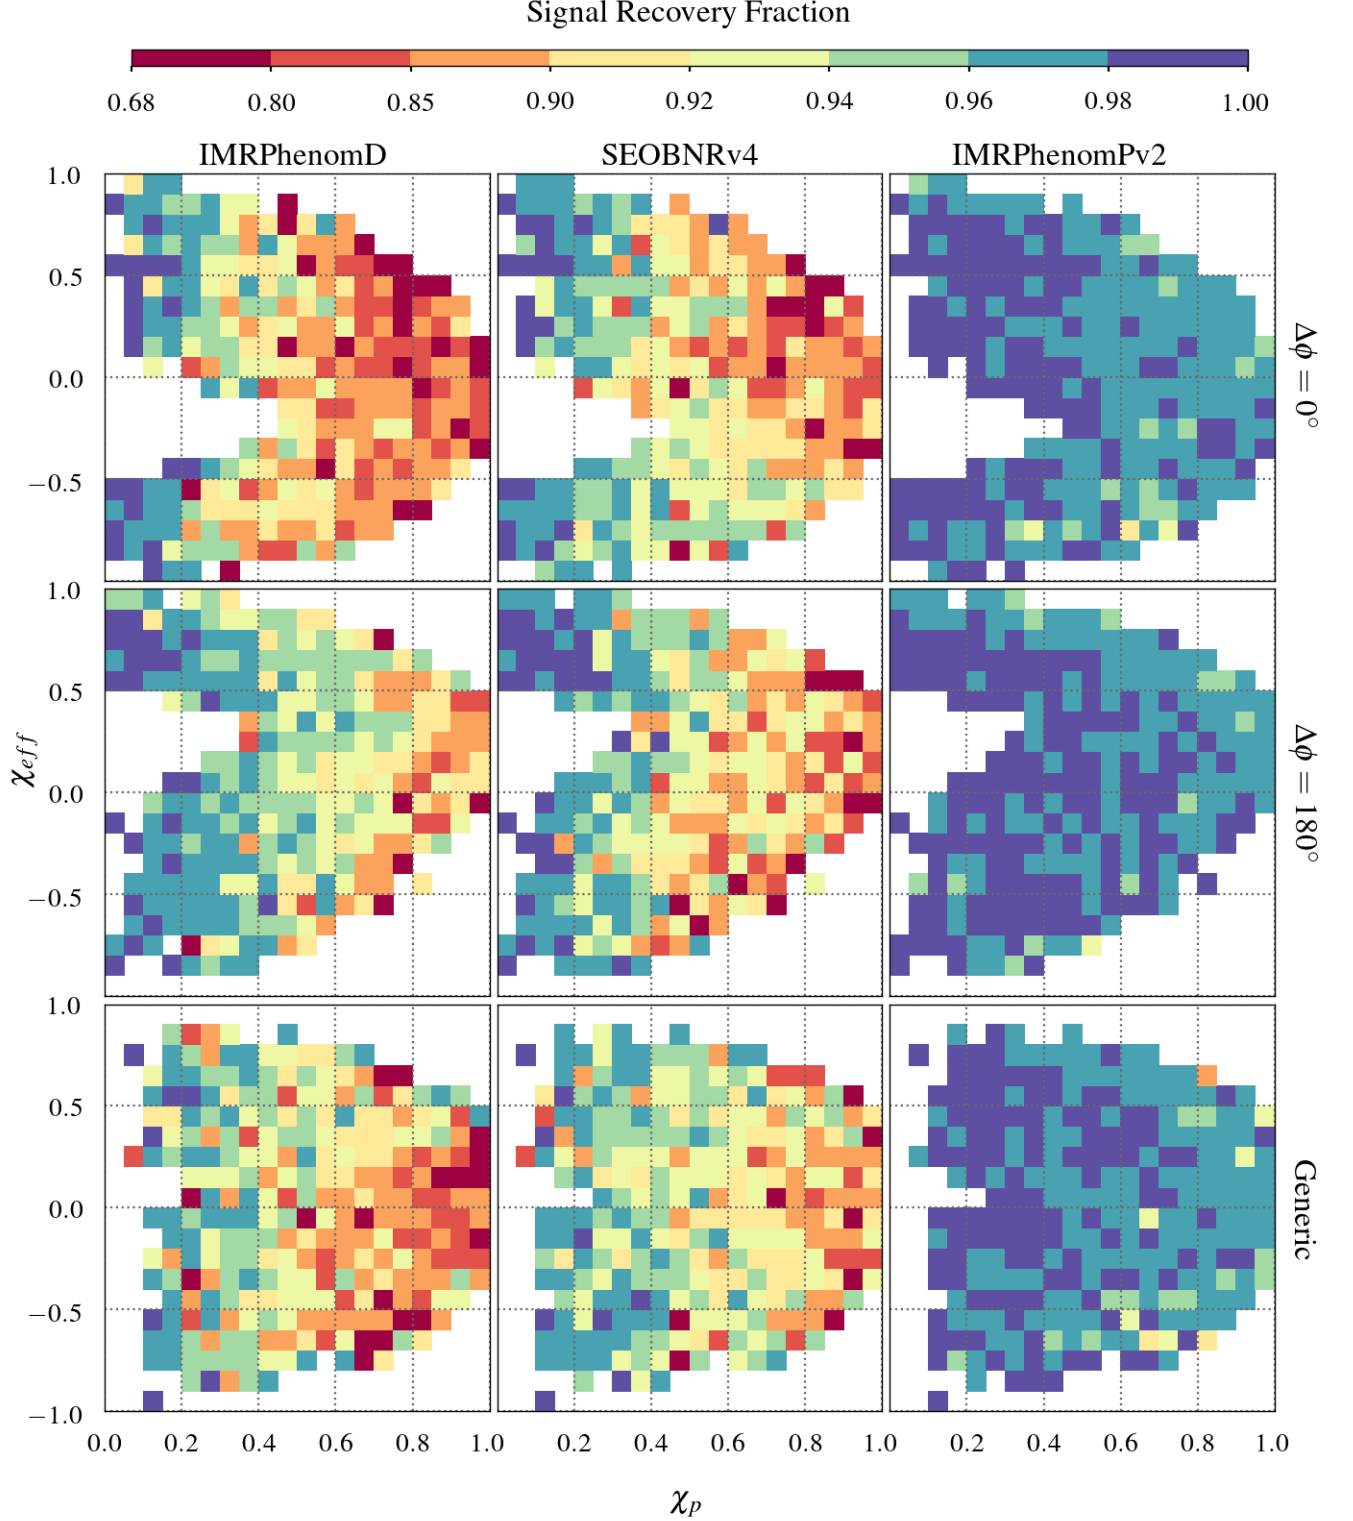 Signal Recovery Fraction
0.68 0.80 0.85 0.90 0.92 0.94 0.96 0.98 1.00
IMRPhenomD SEOBNRv4 IMRPhenomPv2
1.0
0.5
0.0
−0.5
Δϕ = 0°
1.0
0.5
0.0
−0.5
χeff
Δϕ = 180°
1.0
0.5
0.0
−0.5
−1.0
Generic
0.0 0.2 0.4 0.6 0.8 1.0 0.2 0.4 0.6 0.8 1.0 0.2 0.4 0.6 0.8 1.0
χp